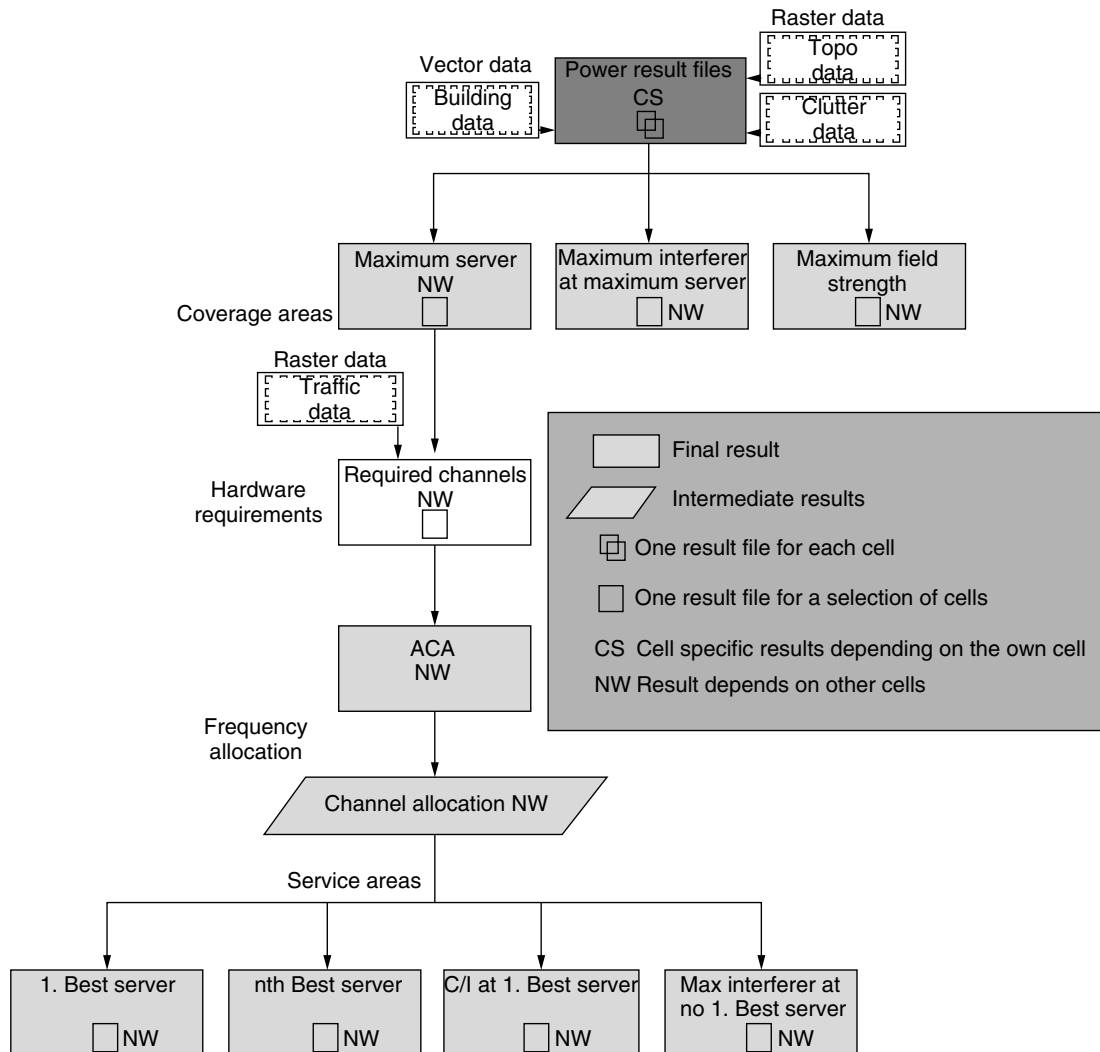 Raster data
Topo
data
Vector data
Building
data
Power result files
CS
Clutter
data
Maximum server
NW
Maximum interferer
at maximum server
NW
Maximum field
strength
NW
Coverage areas
Raster data
Traffic
data
Required channels
NW
Hardware
requirements
Final result
Intermediate results
One result file for each cell
One result file for a selection of cells
CS Cell specific results depending on the own cell
NW Result depends on other cells
ACA
NW
Frequency
allocation
Channel allocation NW
Service areas
1. Best server
NW
nth Best server
NW
C/I at 1. Best server
NW
Max interferer at
no 1. Best server
NW